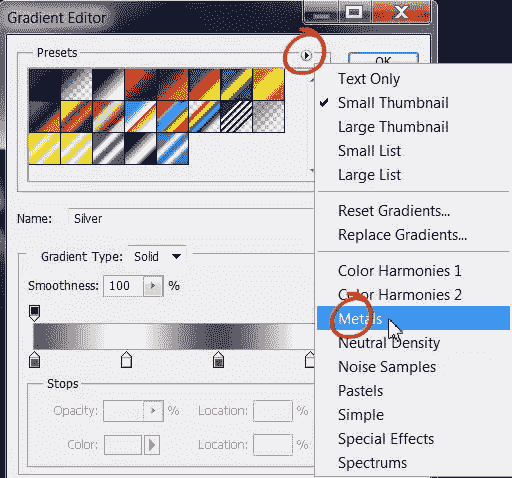 Gradient Editor
Presets
OK
Text Only
Small Thumbnail
Large Thumbnail
Small List
Large List
Reset Gradients...
Replace Gradients...
Color Harmonies 1
Color Harmonies 2
Metals
Neutral Density
Noise Samples
Pastels
Simple
Special Effects
Spectrums
Name: Silver
Gradient Type: Solid
Smoothness: 100 %
Stops
Opacity: % Location:
Color: Location: